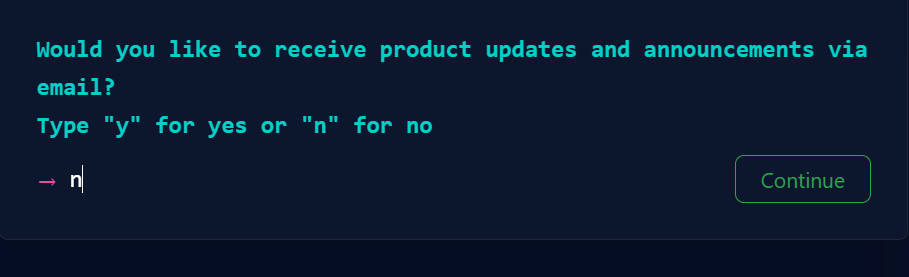 Would you like to receive product updates and announcements via
email?
Type "y" for yes or "n" for no
→ n
Continue